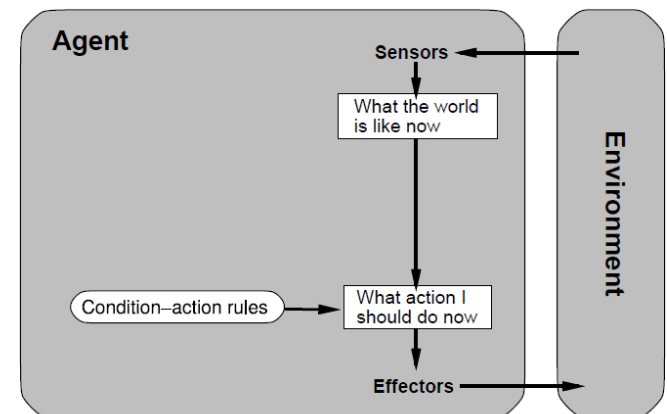 Agent
Sensors
What the world
is like now
Environment
Condition–action rules
What action I
should do now
Effectors